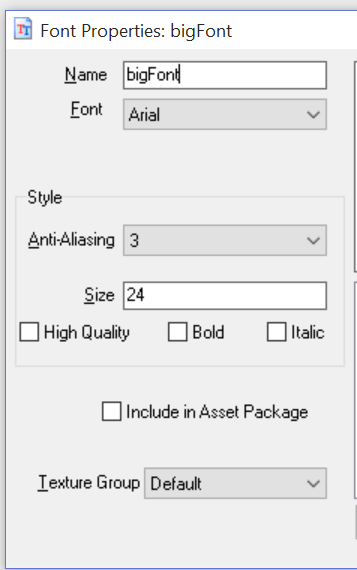 Font Properties: bigFont
Name bigFont
Font Arial
Style
Anti-Aliasing 3
Size 24
High Quality Bold Italic
Include in Asset Package
Texture Group Default